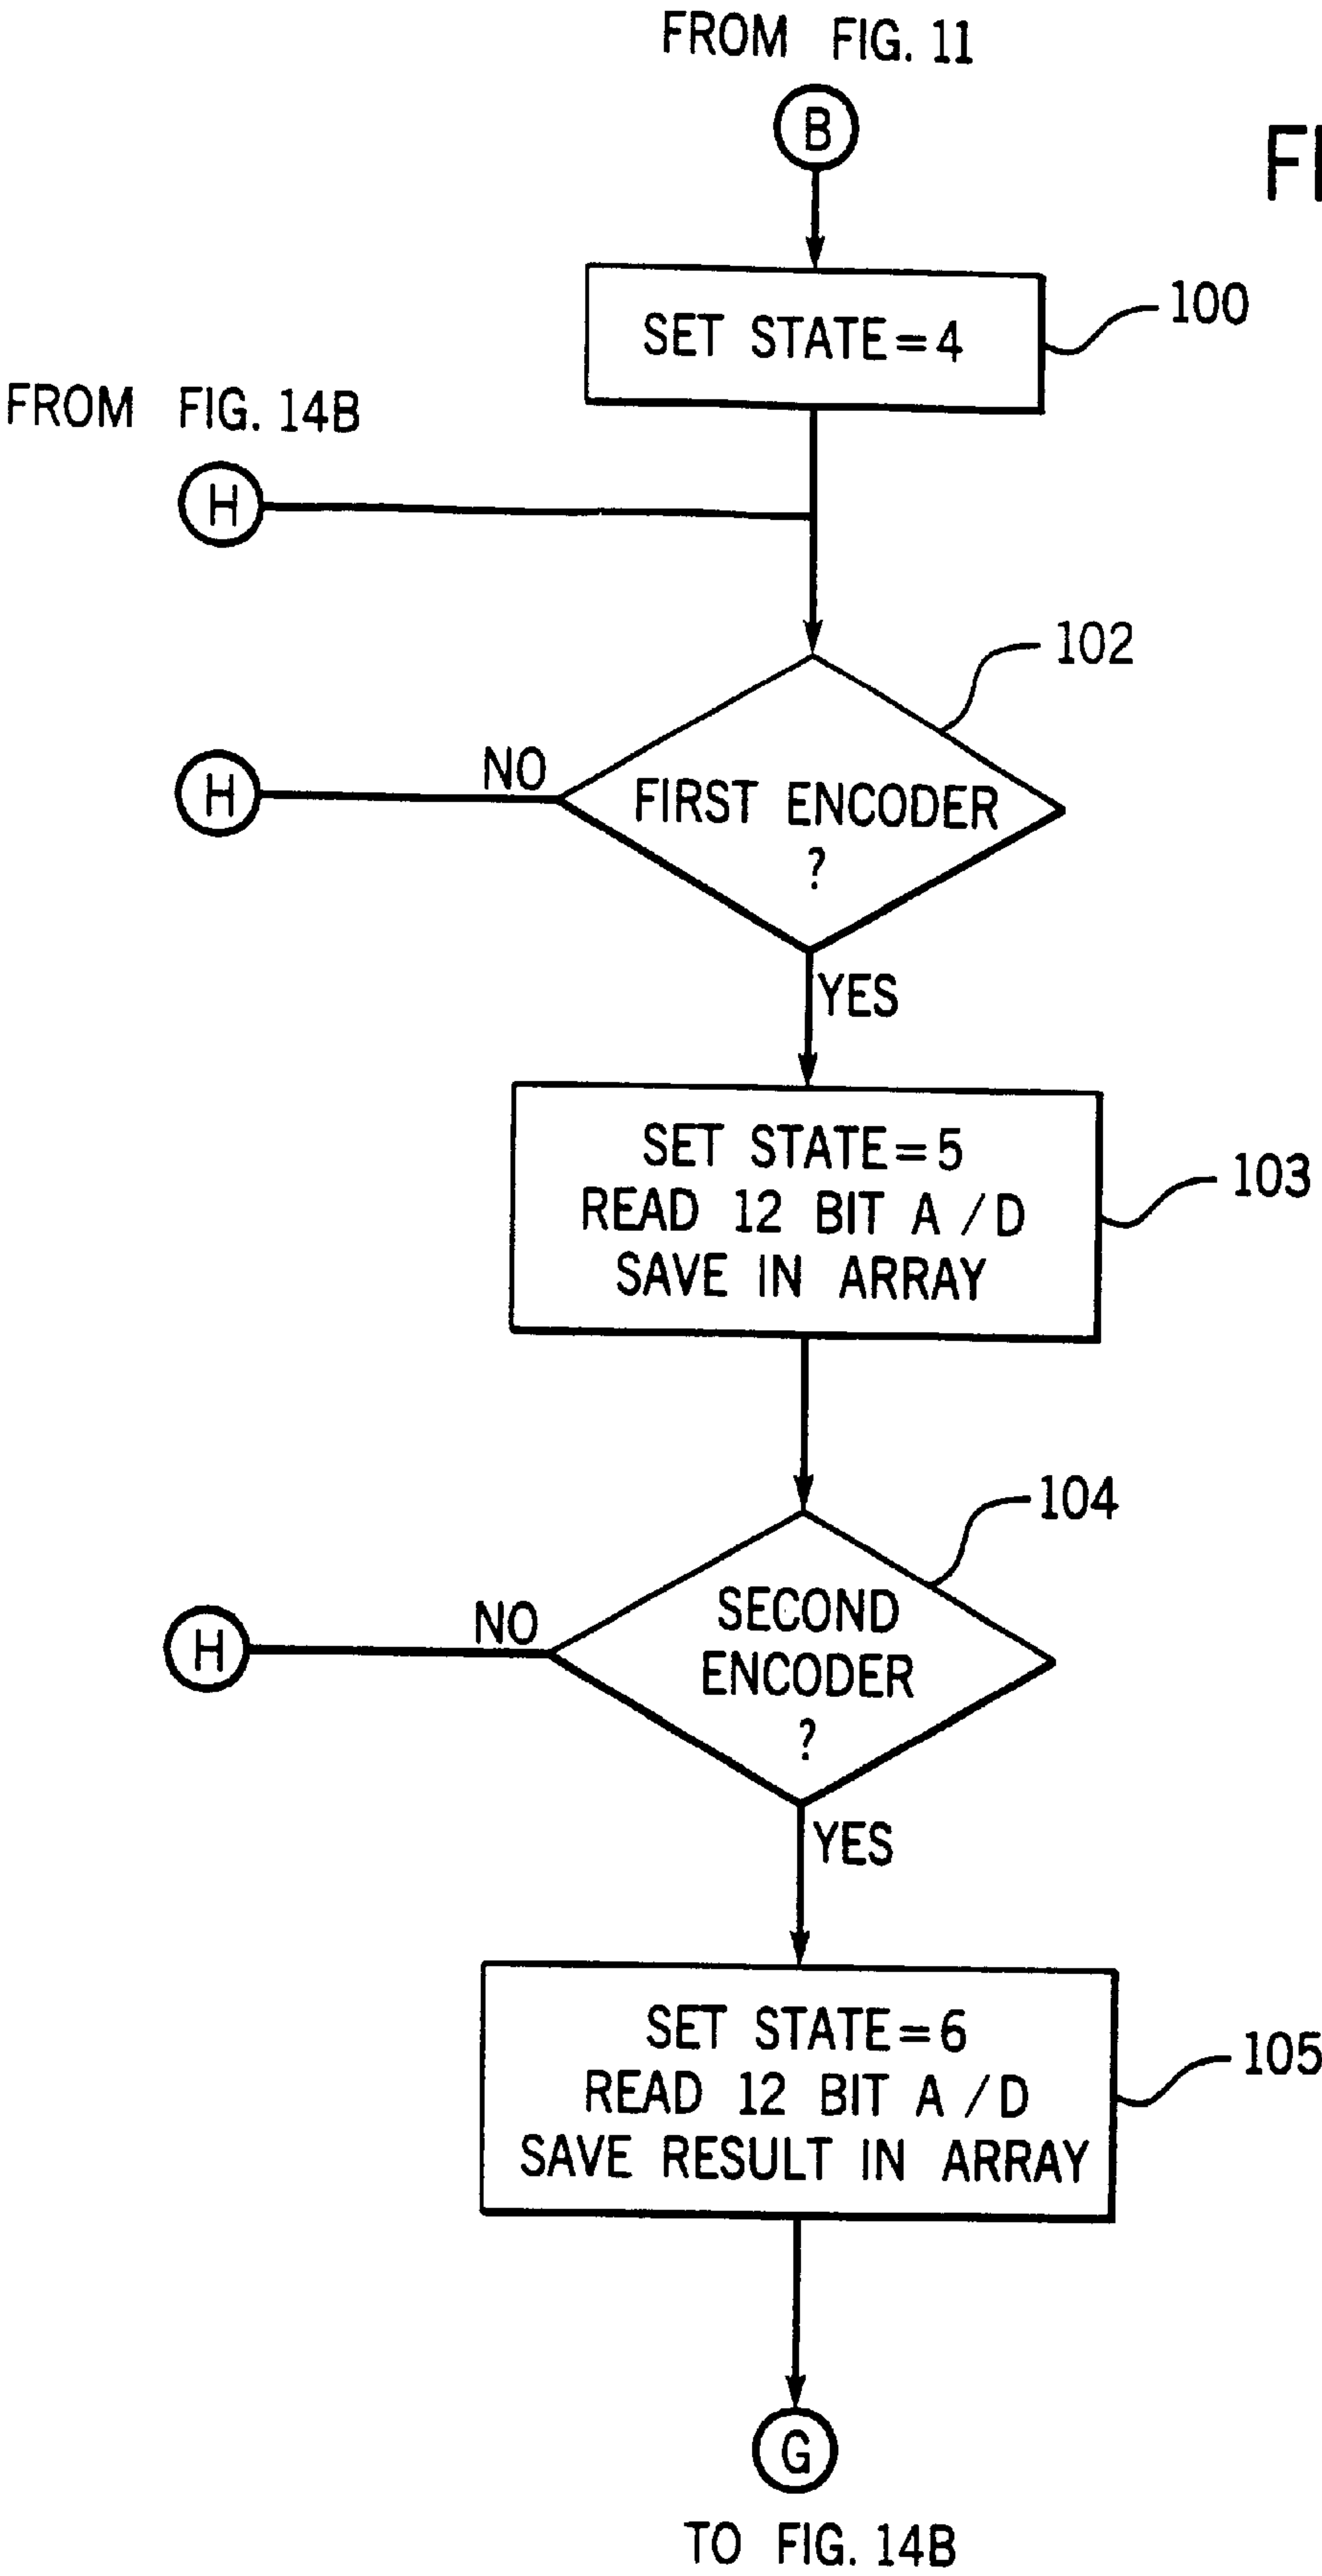 FROM FIG. 11
B
SET STATE=4
100
FROM FIG. 14B
H
102
NO
H
FIRST ENCODER
?
YES
SET STATE=5
READ 12 BIT A/D
SAVE IN ARRAY
103
104
NO
H
SECOND
ENCODER
?
YES
SET STATE=6
READ 12 BIT A/D
SAVE RESULT IN ARRAY
105
G
TO FIG. 14B